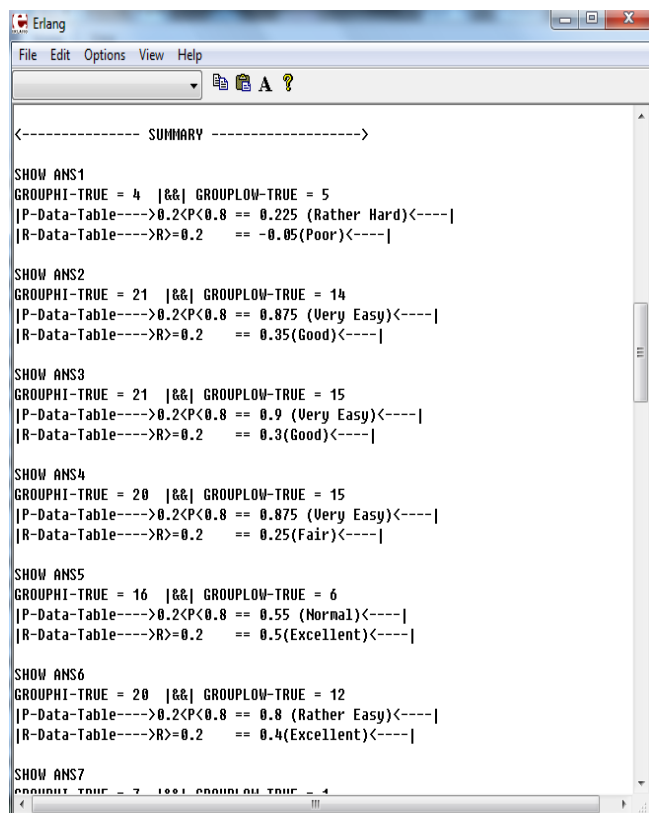 Erlang
File Edit Options View Help
<--------------- SUMMARY ------------------->
SHOW ANS1
GROUPHI-TRUE = 4 |&&| GROUPLOW-TRUE = 5
|P-Data-Table---->0.2<P<0.8 == 0.225 (Rather Hard)<----|
|R-Data-Table---->R>=0.2 == -0.05(Poor)<----|
SHOW ANS2
GROUPHI-TRUE = 21 |&&| GROUPLOW-TRUE = 14
|P-Data-Table---->0.2<P<0.8 == 0.875 (Very Easy)<----|
|R-Data-Table---->R>=0.2 == 0.35(Good)<----|
SHOW ANS3
GROUPHI-TRUE = 21 |&&| GROUPLOW-TRUE = 15
|P-Data-Table---->0.2<P<0.8 == 0.9 (Very Easy)<----|
|R-Data-Table---->R>=0.2 == 0.3(Good)<----|
SHOW ANS4
GROUPHI-TRUE = 20 |&&| GROUPLOW-TRUE = 15
|P-Data-Table---->0.2<P<0.8 == 0.875 (Very Easy)<----|
|R-Data-Table---->R>=0.2 == 0.25(Fair)<----|
SHOW ANS5
GROUPHI-TRUE = 16 |&&| GROUPLOW-TRUE = 6
|P-Data-Table---->0.2<P<0.8 == 0.55 (Normal)<----|
|R-Data-Table---->R>=0.2 == 0.5(Excellent)<----|
SHOW ANS6
GROUPHI-TRUE = 20 |&&| GROUPLOW-TRUE = 12
|P-Data-Table---->0.2<P<0.8 == 0.8 (Rather Easy)<----|
|R-Data-Table---->R>=0.2 == 0.4(Excellent)<----|
SHOW ANS7
GROUPHI-TRUE = 7 |&&| GROUPLOW-TRUE = 1